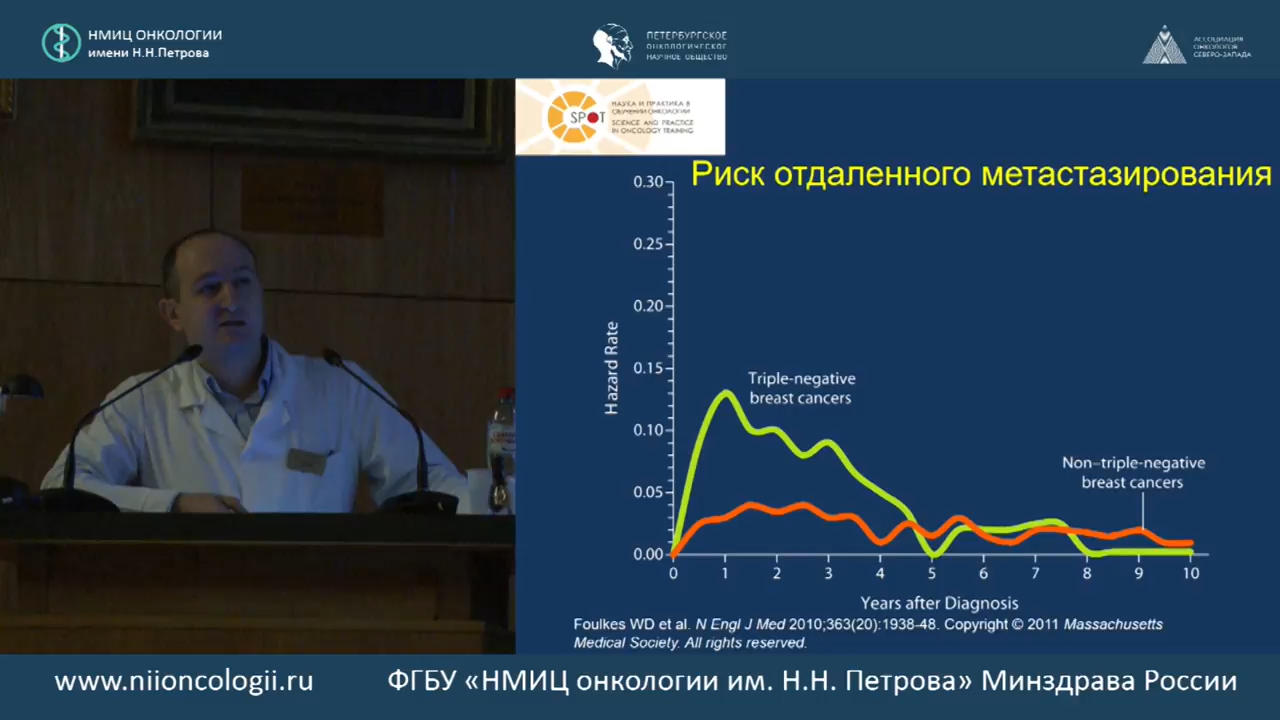 НМИЦ ОНКОЛОГИИ
имени Н.Н.Петрова
ПЕТЕРБУРГСКОЕ
ОНКОЛОГИЧЕСКОЕ
НАУЧНОЕ ОБЩЕСТВО
АССОЦИАЦИЯ
ОНКОЛОГОВ
СЕВЕРО-ЗАПАДА
SPOT
НАУКА И ПРАКТИКА В
ОБУЧЕНИИ ОНКОЛОГИИ
SCIENCE AND PRACTICE
IN ONCOLOGY TRAINING
Риск отдаленного метастазирования
0.30
0.25
0.20
0.15
0.10
0.05
0.00
Hazard Rate
Triple-negative
breast cancers
Non–triple-negative
breast cancers
0 1 2 3 4 5 6 7 8 9 10
Years after Diagnosis
Foulkes WD et al. N Engl J Med 2010;363(20):1938-48. Copyright © 2011 Massachusetts
Medical Society. All rights reserved.
www.niioncologii.ru
ФГБУ «НМИЦ онкологии им. Н.Н. Петрова» Минздрава России